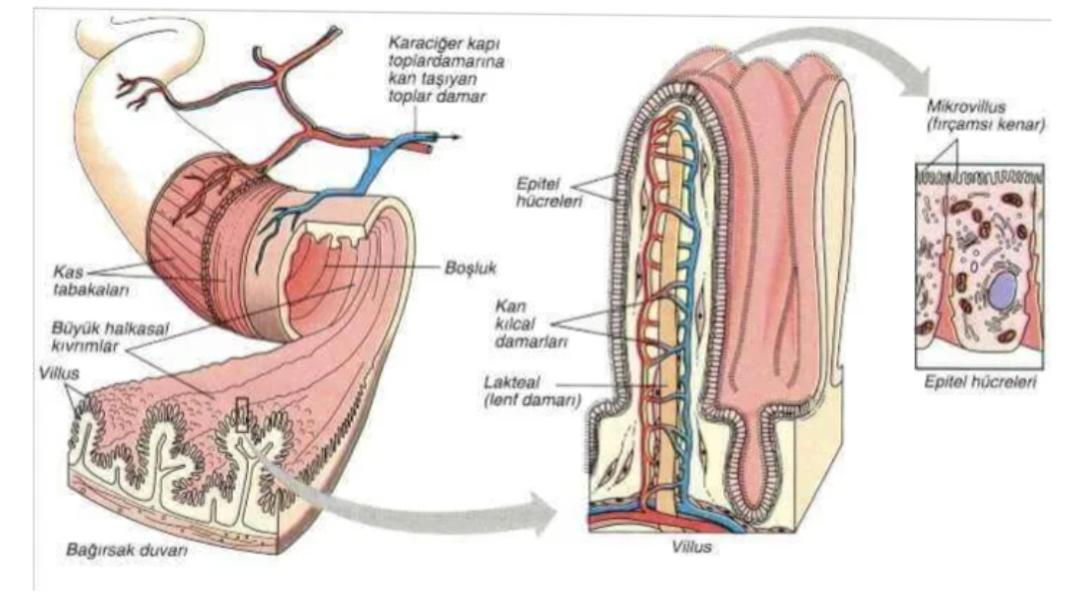 Karaciğer kapı
toplardamarına
kan taşıyan
toplar damar
Kas
tabakaları
Büyük halkasal
kıvrımlar
Villus
Boşluk
Bağırsak duvarı
Epitel
hücreleri
Kan
kılcal
damarları
Lakteal
(lenf damarı)
Villus
Mikrovillus
(fırçamsı kenar)
Epitel hücreleri